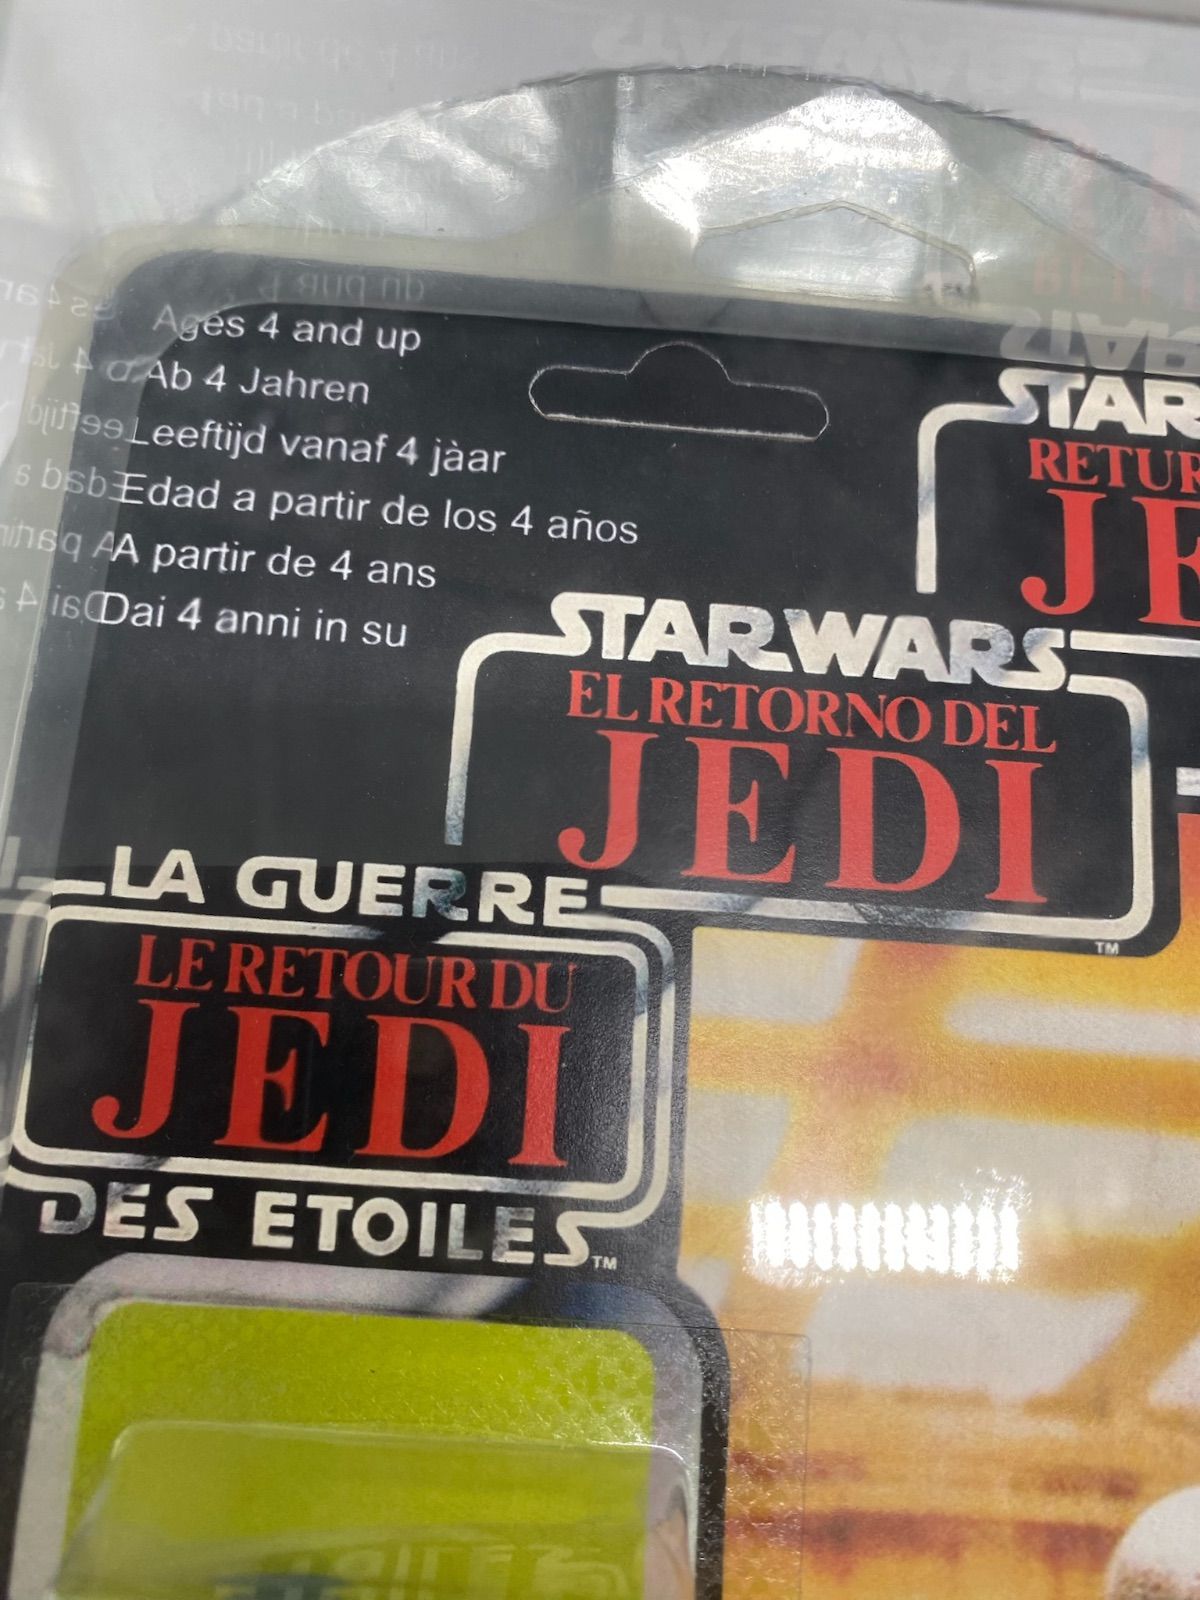 Ages 4 and up
Ab 4 Jahren
Leeftijd vanaf 4 jàar
Edad a partir de los 4 años
A partir de 4 ans
Dai 4 anni in su
STAR
RETUR
JE
STAR WARS
EL RETORNO DEL
JEDI
TM
LA GUERRE
LE RETOUR DU
JEDI
DES ETOILES
TM